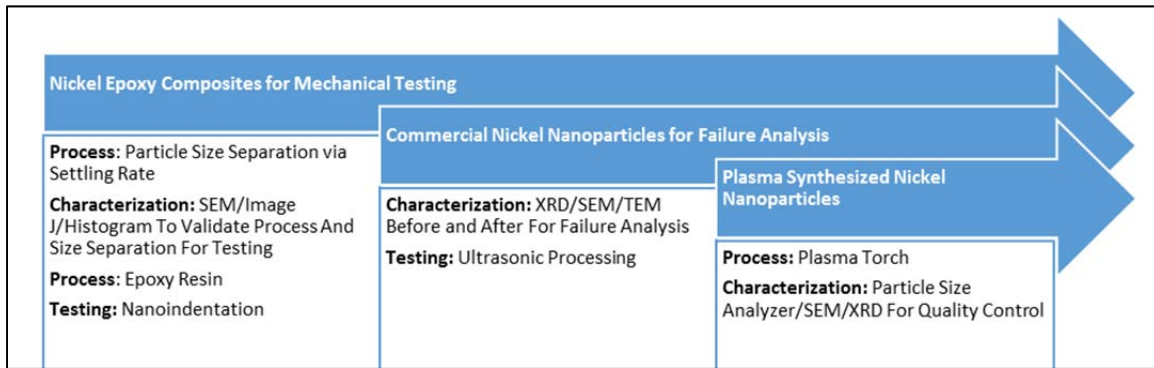 Nickel Epoxy Composites for Mechanical Testing
Process: Particle Size Separation via
Settling Rate
Characterization: SEM/Image
J/Histogram To Validate Process And
Size Separation For Testing
Process: Epoxy Resin
Testing: Nanoindentation
Commercial Nickel Nanoparticles for Failure Analysis
Characterization: XRD/SEM/TEM
Before and After For Failure Analysis
Testing: Ultrasonic Processing
Plasma Synthesized Nickel
Nanoparticles
Process: Plasma Torch
Characterization: Particle Size
Analyzer/SEM/XRD For Quality Control